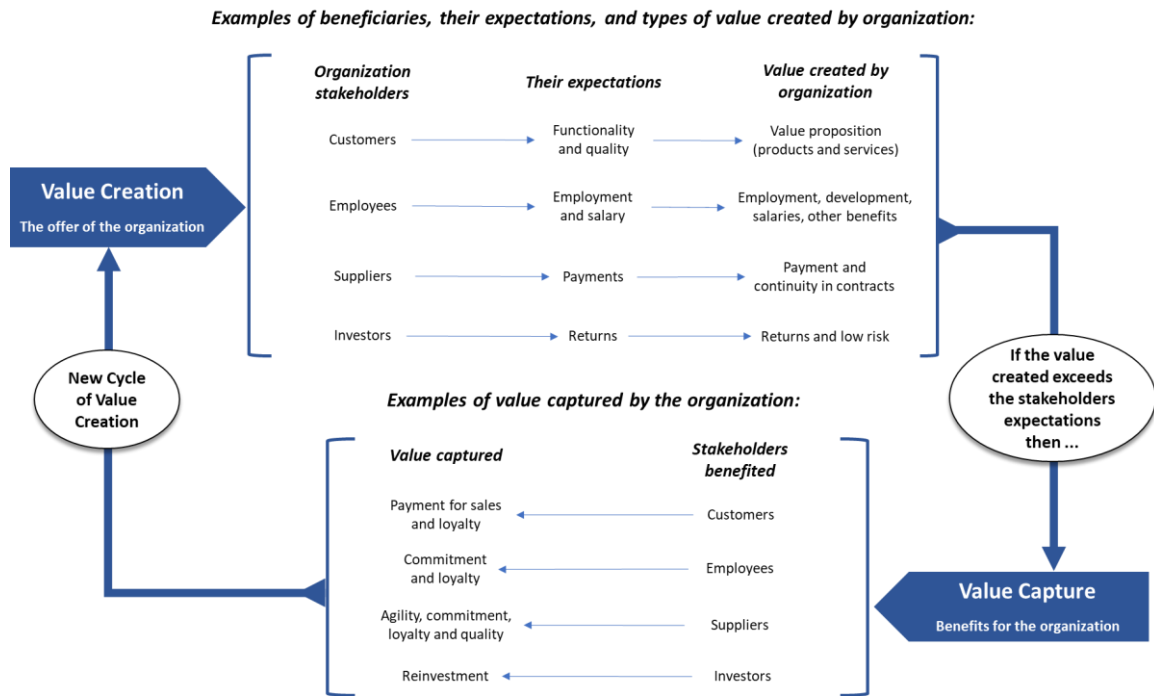 Examples of beneficiaries, their expectations, and types of value created by organization:
Organization
stakeholders
Their expectations
Value created by
organization
Customers
Functionality
and quality
Value proposition
(products and services)
Value Creation
The offer of the organization
Employees
Employment
and salary
Employment, development,
salaries, other benefits
Suppliers
Payments
Payment and
continuity in contracts
Investors
Returns
Returns and low risk
If the value
created exceeds
the stakeholders
expectations
then ...
New Cycle
of Value
Creation
Examples of value captured by the organization:
Value captured
Stakeholders
benefited
Payment for sales
and loyalty
Customers
Commitment
and loyalty
Employees
Agility, commitment,
loyalty and quality
Suppliers
Reinvestment
Investors
Value Capture
Benefits for the organization